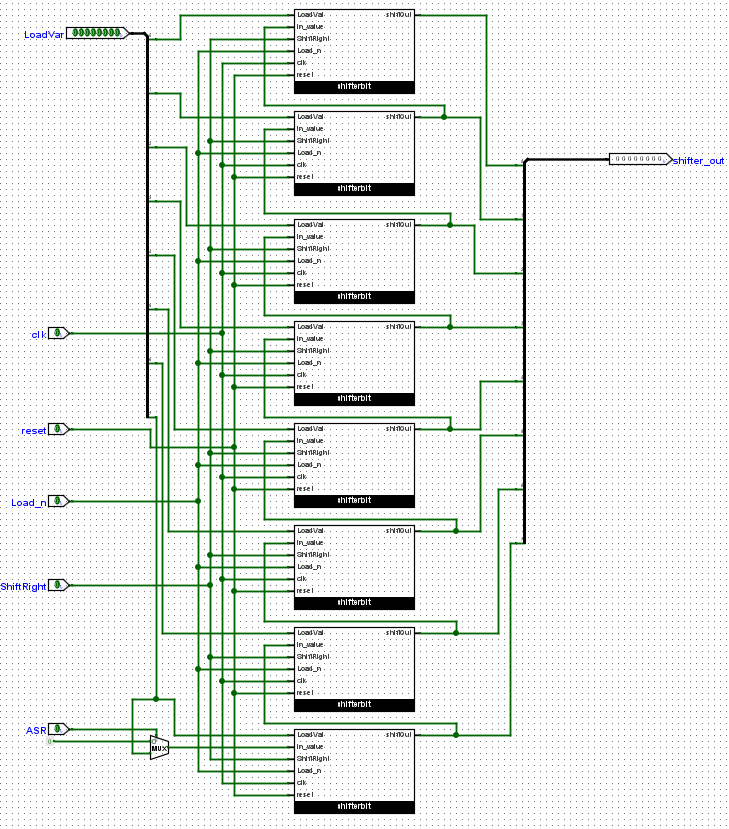 LoadVar
00000000
LoadVal
shiftOut
in_value
ShiftRight
Load_n
clk
reset
shifterbit
LoadVal
shiftOut
in_value
ShiftRight
Load_n
clk
reset
shifterbit
00000000
shifter_out
LoadVal
shiftOut
in_value
ShiftRight
Load_n
clk
reset
shifterbit
clk
0
LoadVal
shiftOut
in_value
ShiftRight
Load_n
clk
reset
shifterbit
reset
0
LoadVal
shiftOut
in_value
ShiftRight
Load_n
clk
reset
shifterbit
Load_n
0
LoadVal
shiftOut
in_value
ShiftRight
Load_n
clk
reset
shifterbit
ShiftRight
0
LoadVal
shiftOut
in_value
ShiftRight
Load_n
clk
reset
shifterbit
ASR
0
0
MUX
LoadVal
shiftOut
in_value
ShiftRight
Load_n
clk
reset
shifterbit